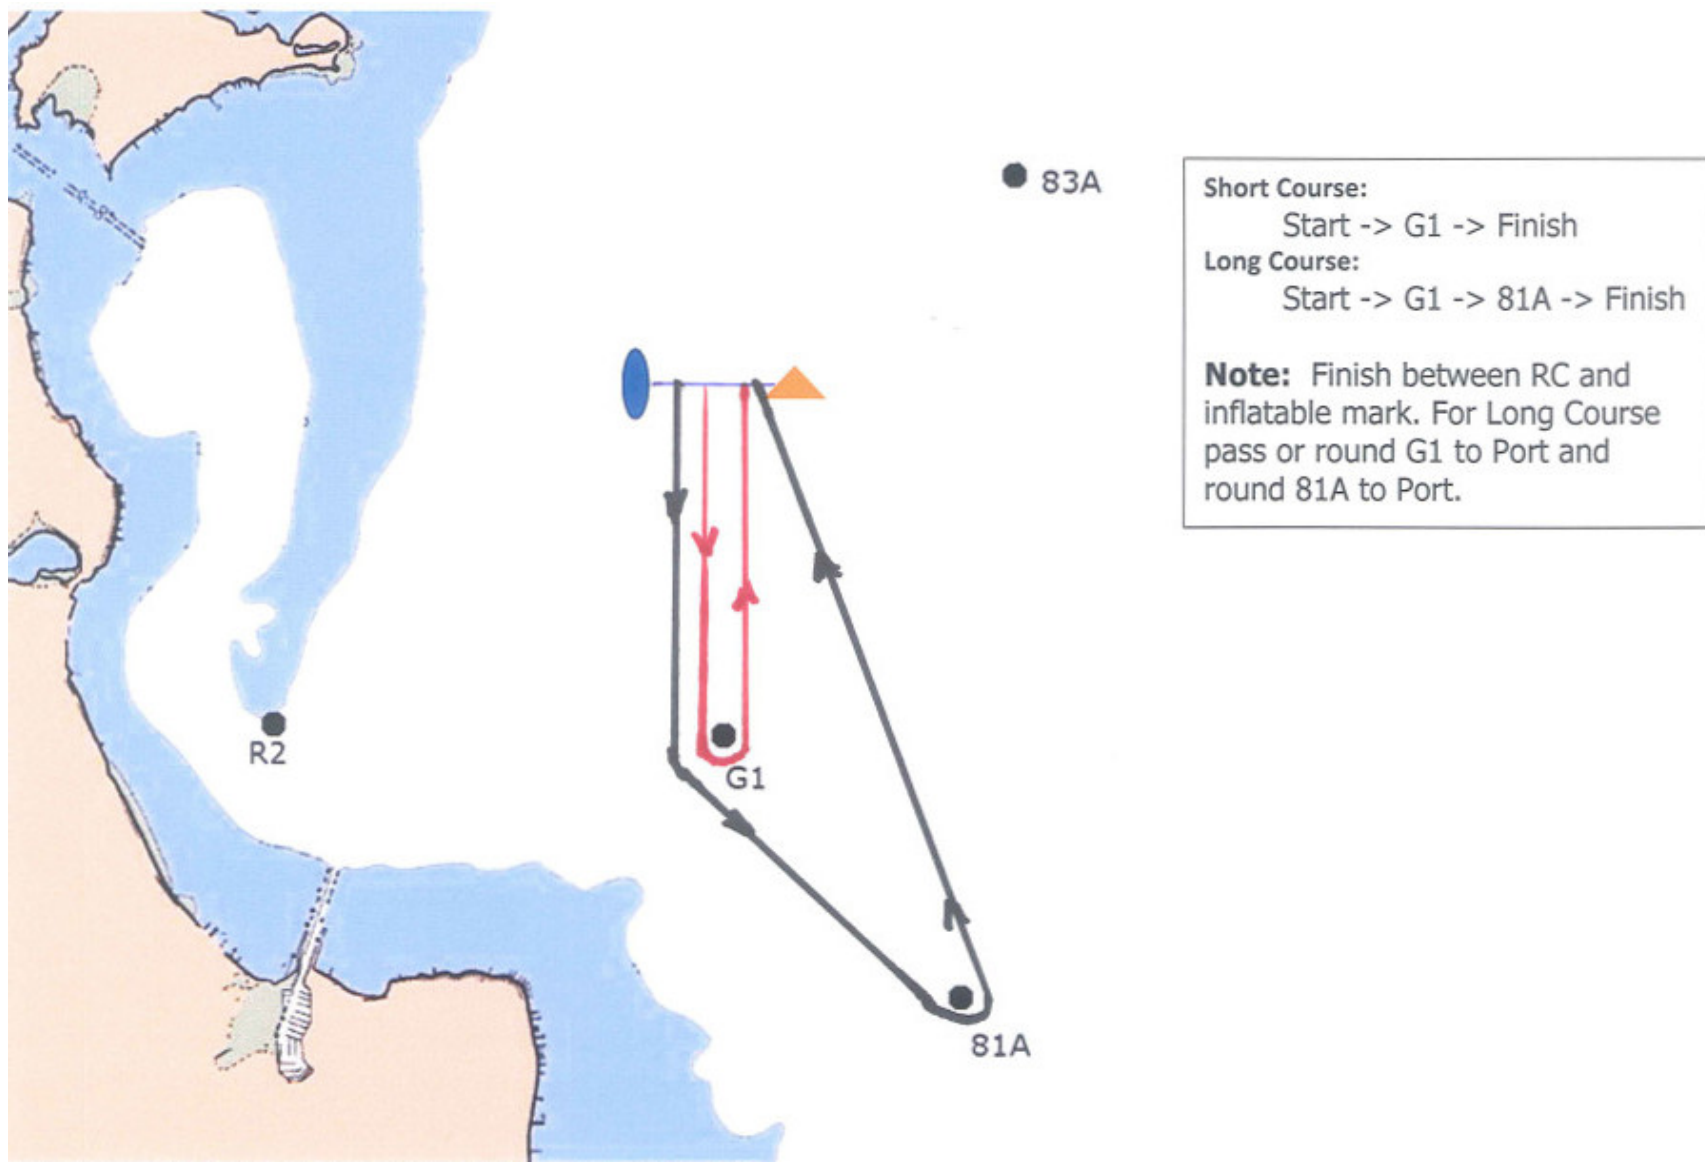 83A
Short Course:
Start -> G1 -> Finish
Long Course:
Start -> G1 -> 81A -> Finish
Note: Finish between RC and
inflatable mark. For Long Course
pass or round G1 to Port and
round 81A to Port.
R2
G1
81A